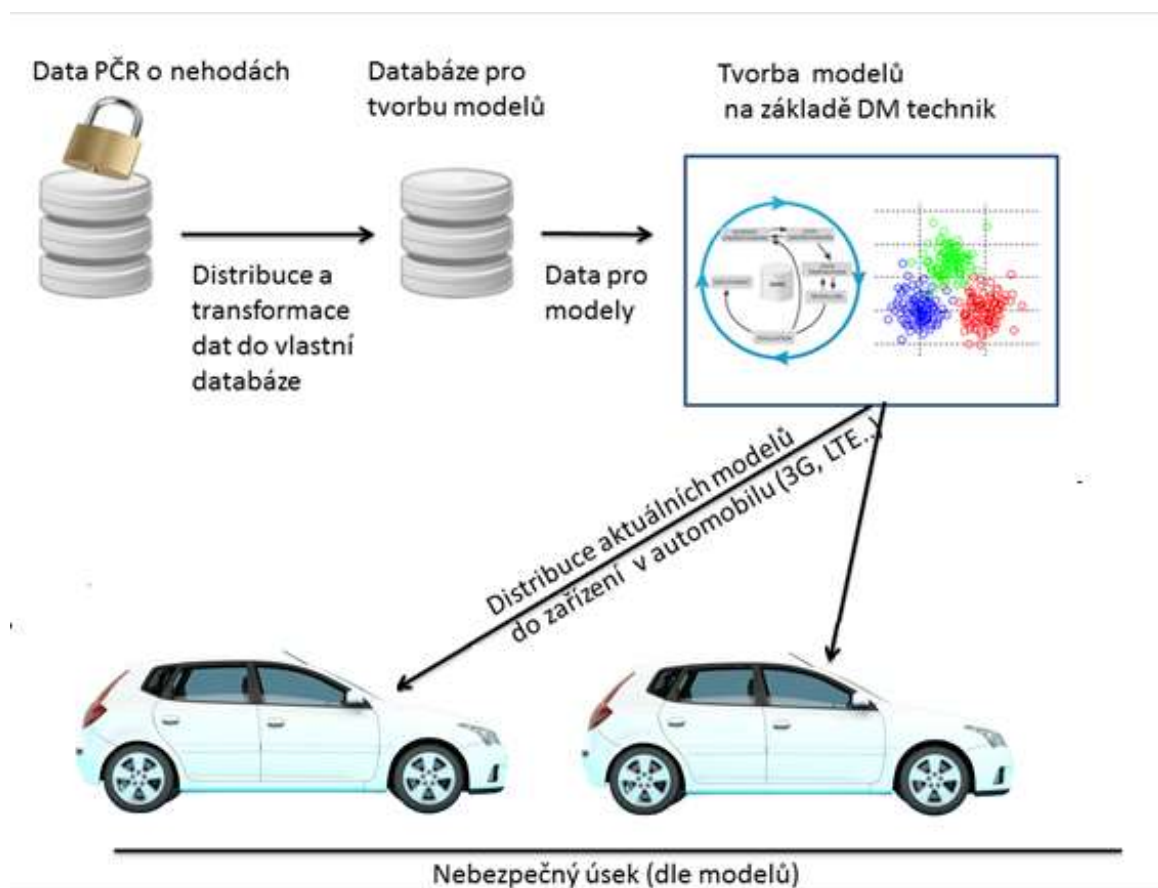 Data PČR o nehodách
Databáze pro
tvorbu modelů
Tvorba modelů
na základě DM technik
Distribuce a
transformace
dat do vlastní
databáze
Data pro
modely
Distribuce aktuálních modelů
do zařízení v automobilu (3G, LTE..)
Nebezpečný úsek (dle modelů)